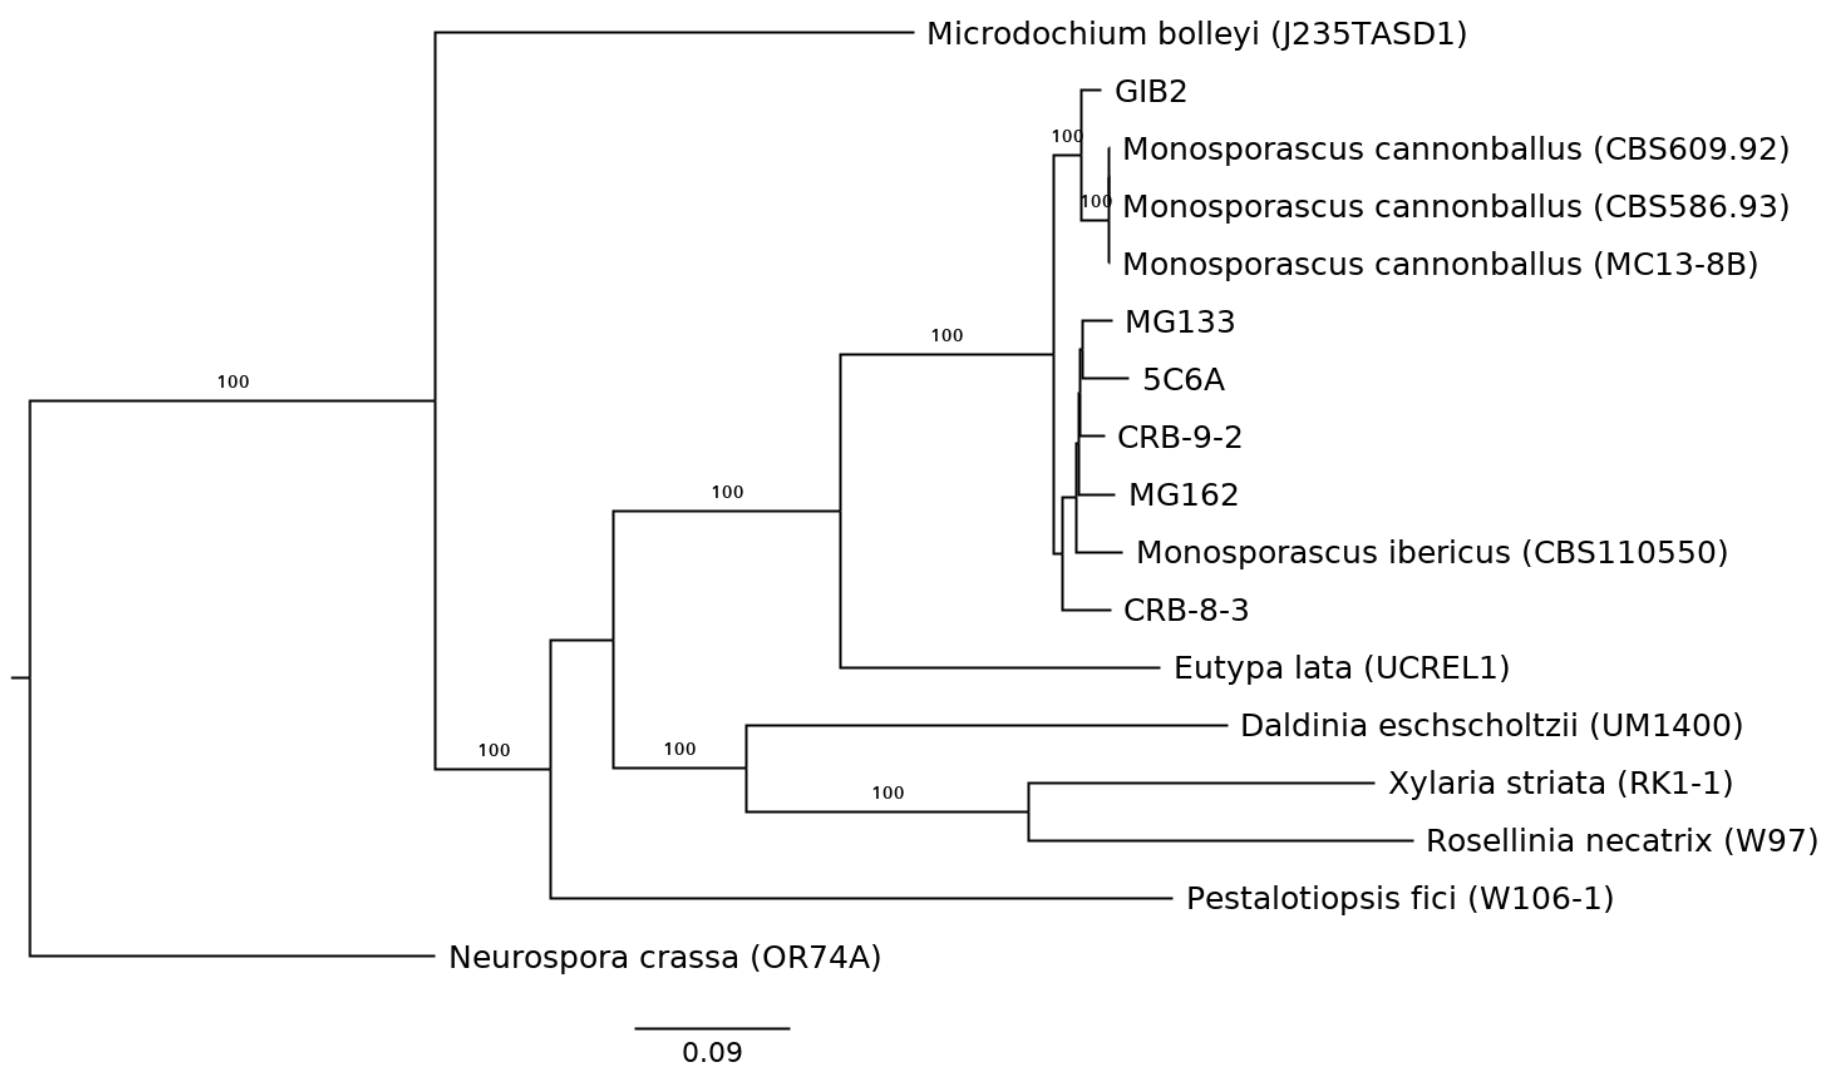 Microdochium bolleyi (J235TASD1)
GIB2
100
Monosporascus cannonballus (CBS609.92)
100
Monosporascus cannonballus (CBS586.93)
Monosporascus cannonballus (MC13-8B)
MG133
100
5C6A
100
CRB-9-2
100
MG162
Monosporascus ibericus (CBS110550)
CRB-8-3
Eutypa lata (UCREL1)
Daldinia eschscholtzii (UM1400)
100
100
Xylaria striata (RK1-1)
100
Rosellinia necatrix (W97)
Pestalotiopsis fici (W106-1)
Neurospora crassa (OR74A)
0.09